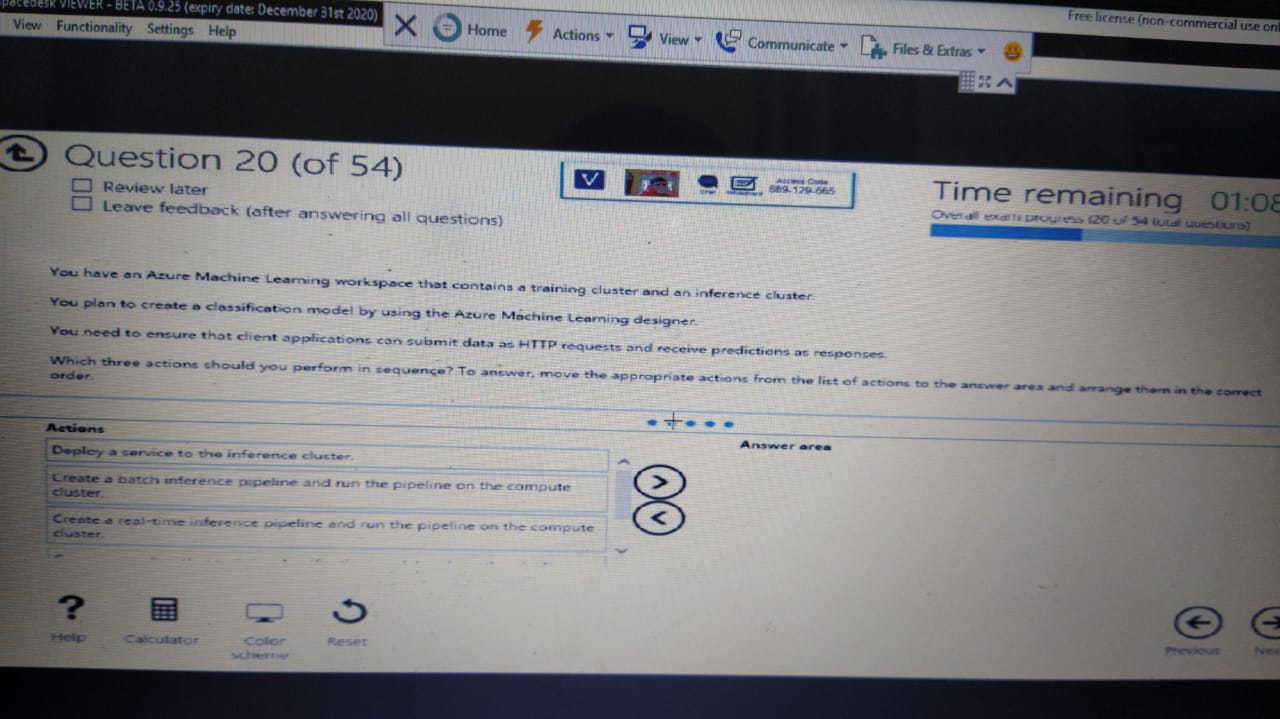 spacedesk VIEWER - BETA 0.9.25 (expiry date: December 31st 2020)
Free license (non-commercial use onl
View Functionality Settings Help
Home Actions View Communicate Files & Extras
Question 20 (of 54)
Review later
Leave feedback (after answering all questions)
Access Code
889-129-665
Time remaining 01:08
Overall exam progress (20 of 54 total questions)
You have an Azure Machine Learning workspace that contains a training cluster and an inference cluster.
You plan to create a classification model by using the Azure Machine Learning designer.
You need to ensure that client applications can submit data as HTTP requests and receive predictions as responses.
Which three actions should you perform in sequence? To answer, move the appropriate actions from the list of actions to the answer area and arrange them in the correct
order.
Actions
Answer area
Deploy a service to the inference cluster.
Create a batch inference pipeline and run the pipeline on the compute
cluster.
Create a real-time inference pipeline and run the pipeline on the compute
cluster.
?
Help
Calculator
Color
scheme
Reset
Previous
Nex